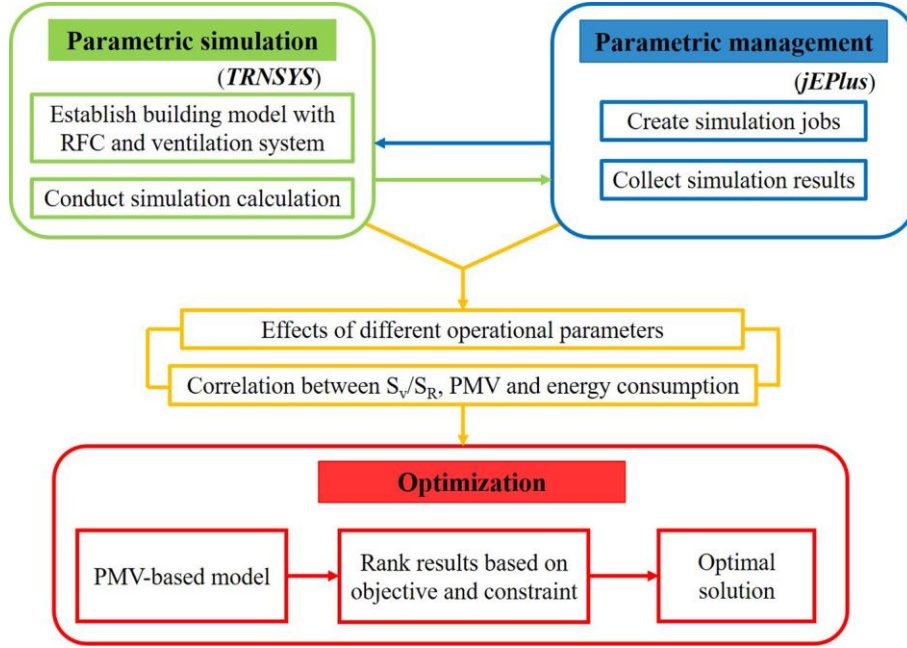 Parametric simulation
(TRNSYS)
Establish building model with
RFC and ventilation system
Conduct simulation calculation
Parametric management
(jEPlus)
Create simulation jobs
Collect simulation results
Effects of different operational parameters
Correlation between Sv/SR, PMV and energy consumption
Optimization
PMV-based model
Rank results based on
objective and constraint
Optimal
solution